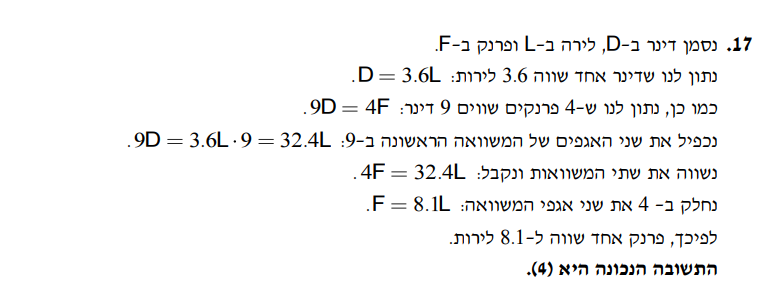 17. נסמן דינר ב-D, לירה ב-L ופרנק ב-F.
נתון לנו שדינר אחד שווה 3.6 לירות: D = 3.6L.
כמו כן, נתון לנו ש-4 פרנקים שווים 9 דינר: 9D = 4F.
נכפיל את שני האגפים של המשוואה הראשונה ב-9: 9D = 3.6L · 9 = 32.4L.
נשווה את שתי המשוואות ונקבל: 4F = 32.4L.
נחלק ב- 4 את שני אגפי המשוואה: F = 8.1L.
לפיכך, פרנק אחד שווה ל-8.1 לירות.
התשובה הנכונה היא (4).